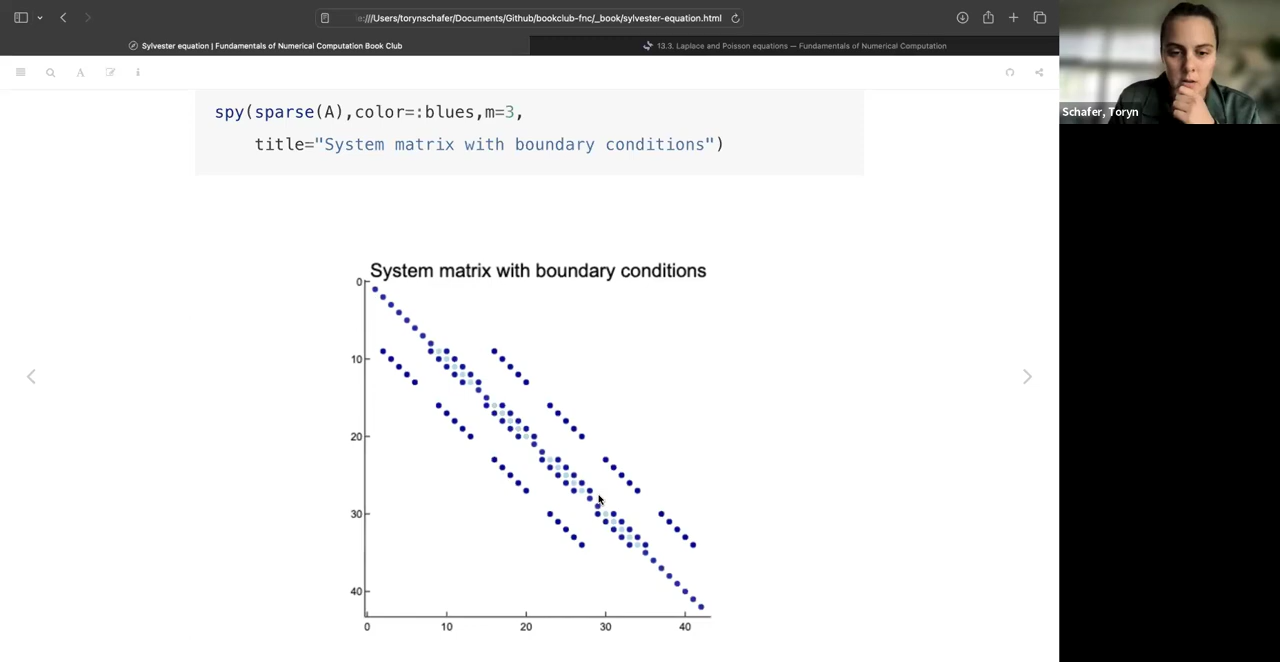 :///Users/torynschafer/Documents/Github/bookclub-fnc/_book/sylvester-equation.html
Sylvester equation | Fundamentals of Numerical Computation Book Club
13.3. Laplace and Poisson equations — Fundamentals of Numerical Computation
A
i
Schafer, Toryn
spy(sparse(A),color=:blues,m=3,
title="System matrix with boundary conditions")
System matrix with boundary conditions
0
10
20
30
40
0 10 20 30 40